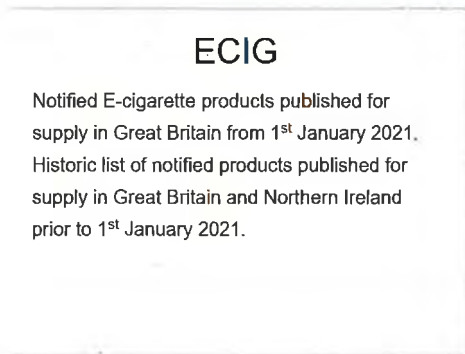 ECIG
Notified E-cigarette products published for
supply in Great Britain from 1st January 2021.
Historic list of notified products published for
supply in Great Britain and Northern Ireland
prior to 1st January 2021.